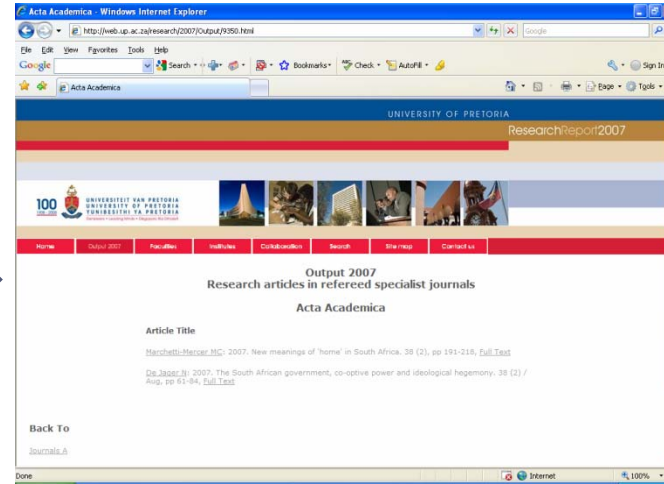 Acta Academica - Windows Internet Explorer
http://web.up.ac.za/research/2007/Output/9350.html
Google
File Edit View Favorites Tools Help
Google Search Bookmarks Check AutoFill Sign In
Acta Academica Page Tools
UNIVERSITY OF PRETORIA
ResearchReport2007
100
UNIVERSITEIT VAN PRETORIA
UNIVERSITY OF PRETORIA
YUNIBESITHI YA PRETORIA
Home Output 2007 Faculties Institutes Collaboration Search Site map Contact us
Output 2007
Research articles in refereed specialist journals
Acta Academica
Article Title
Marchetti-Mercer MC: 2007. New meanings of 'home' in South Africa. 38 (2), pp 191-218, Full Text
De Jager N: 2007. The South African government, co-optive power and ideological hegemony. 38 (2) /
Aug, pp 61-84, Full Text
Back To
Journals A
Done Internet 100%